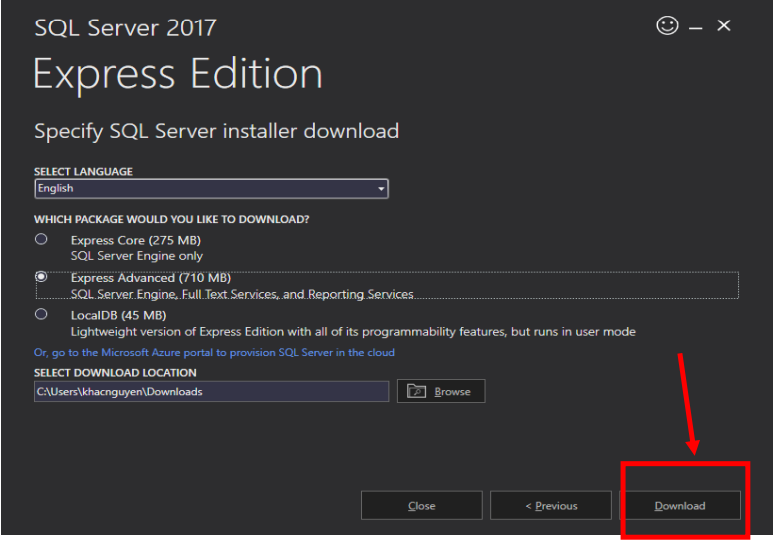 SQL Server 2017
Express Edition
Specify SQL Server installer download
SELECT LANGUAGE
English
WHICH PACKAGE WOULD YOU LIKE TO DOWNLOAD?
Express Core (275 MB)
SQL Server Engine only
Express Advanced (710 MB)
SQL Server Engine, Full Text Services, and Reporting Services
LocalDB (45 MB)
Lightweight version of Express Edition with all of its programmability features, but runs in user mode
Or, go to the Microsoft Azure portal to provision SQL Server in the cloud
SELECT DOWNLOAD LOCATION
C:\Users\khacnguyen\Downloads
Browse
Close
< Previous
Download